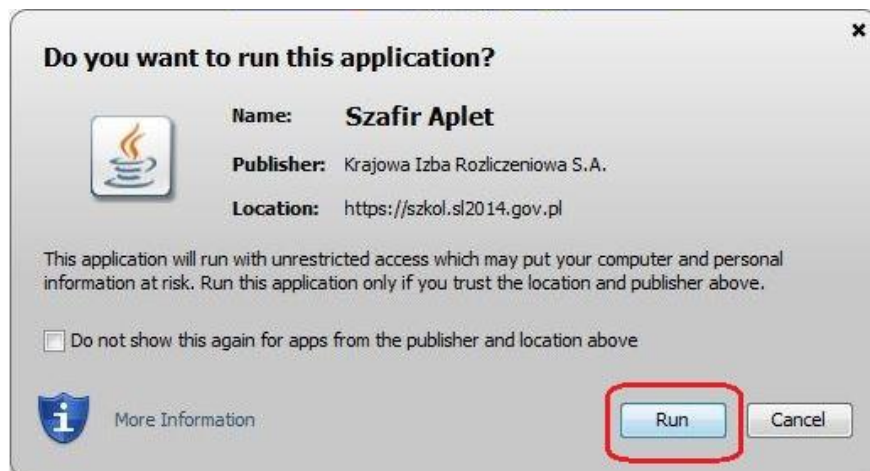 Do you want to run this application?
Name: Szafir Aplet
Publisher: Krajowa Izba Rozliczeniowa S.A.
Location: https://szkol.sl2014.gov.pl
This application will run with unrestricted access which may put your computer and personal
information at risk. Run this application only if you trust the location and publisher above.
Do not show this again for apps from the publisher and location above
More Information
Run
Cancel